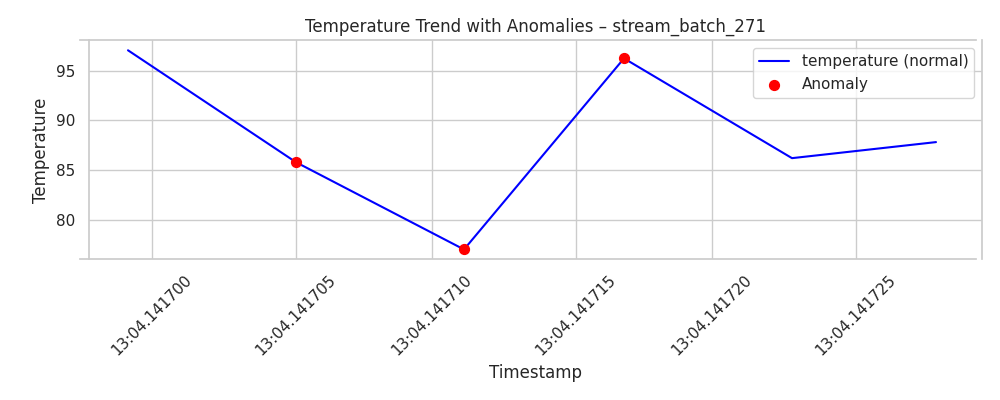 Temperature Trend with Anomalies – stream_batch_271
temperature (normal)
Anomaly
Temperature
95
90
85
80
13:04.141700
13:04.141705
13:04.141710
13:04.141715
13:04.141720
13:04.141725
Timestamp